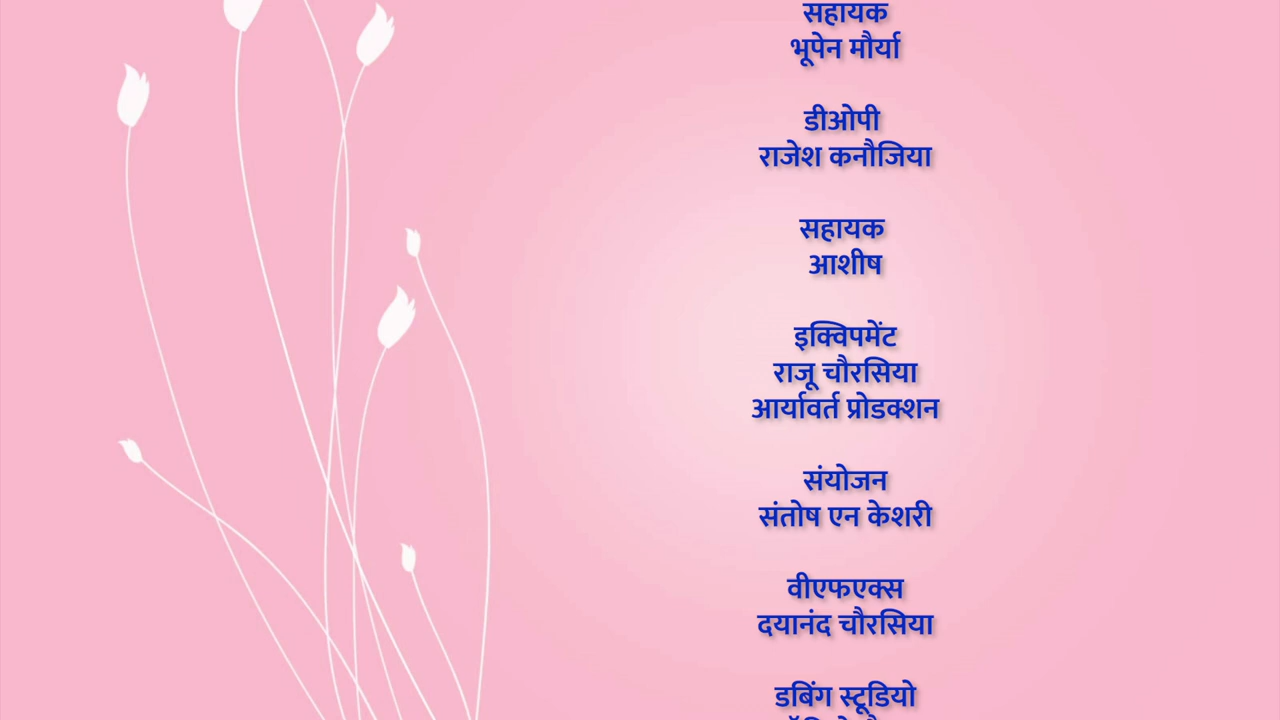 सहायक
भूपेन मौर्या
डीओपी
राजेश कनौजिया
सहायक
आशीष
इक्विपमेंट
राजू चौरसिया
आर्यावर्त प्रोडक्शन
संयोजन
संतोष एन केशरी
वीएफएक्स
दयानंद चौरसिया
डबिंग स्टूडियो